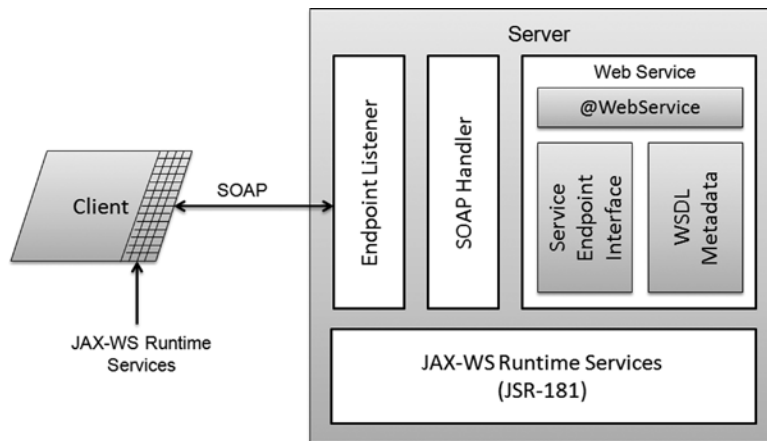 Server
Web Service
@WebService
Endpoint Listener
SOAP Handler
Service
Endpoint
Interface
WSDL
Metadata
Client
SOAP
JAX-WS Runtime
Services
JAX-WS Runtime Services
(JSR-181)